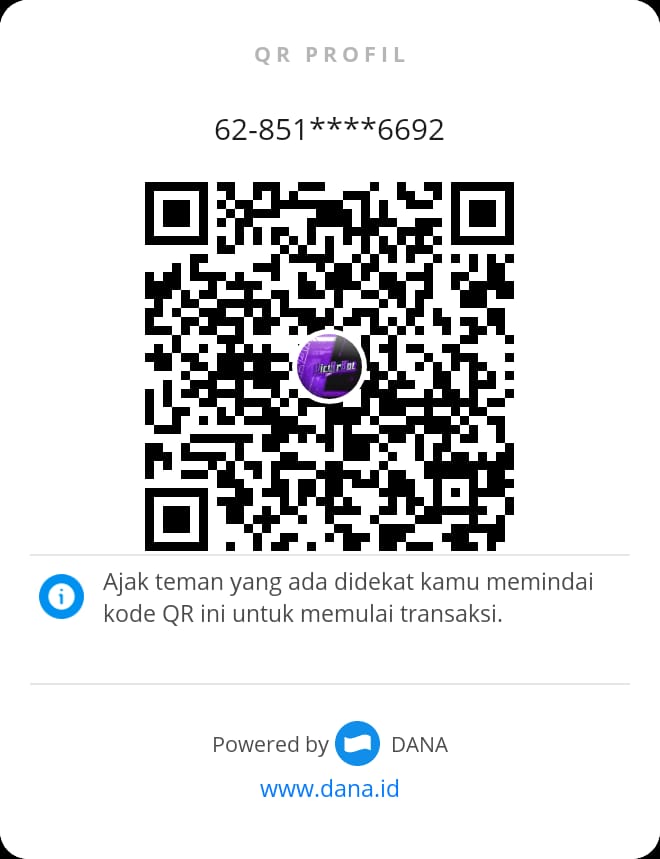 QR PROFIL
62-851****6692
Ajak teman yang ada didekat kamu memindai
kode QR ini untuk memulai transaksi.
Powered by DANA
www.dana.id